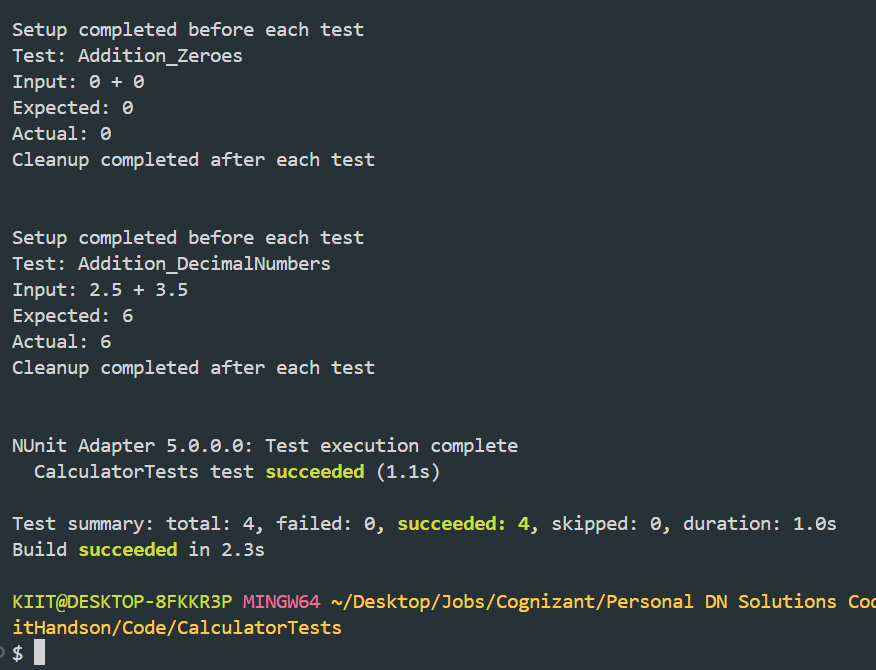 Setup completed before each test
Test: Addition_Zeroes
Input: 0 + 0
Expected: 0
Actual: 0
Cleanup completed after each test
Setup completed before each test
Test: Addition_DecimalNumbers
Input: 2.5 + 3.5
Expected: 6
Actual: 6
Cleanup completed after each test
NUnit Adapter 5.0.0.0: Test execution complete
CalculatorTests test succeeded (1.1s)
Test summary: total: 4, failed: 0, succeeded: 4, skipped: 0, duration: 1.0s
Build succeeded in 2.3s
KIIT@DESKTOP-8FKKR3P MINGW64 ~/Desktop/Jobs/Cognizant/Personal DN Solutions Cod
itHandson/Code/CalculatorTests
$